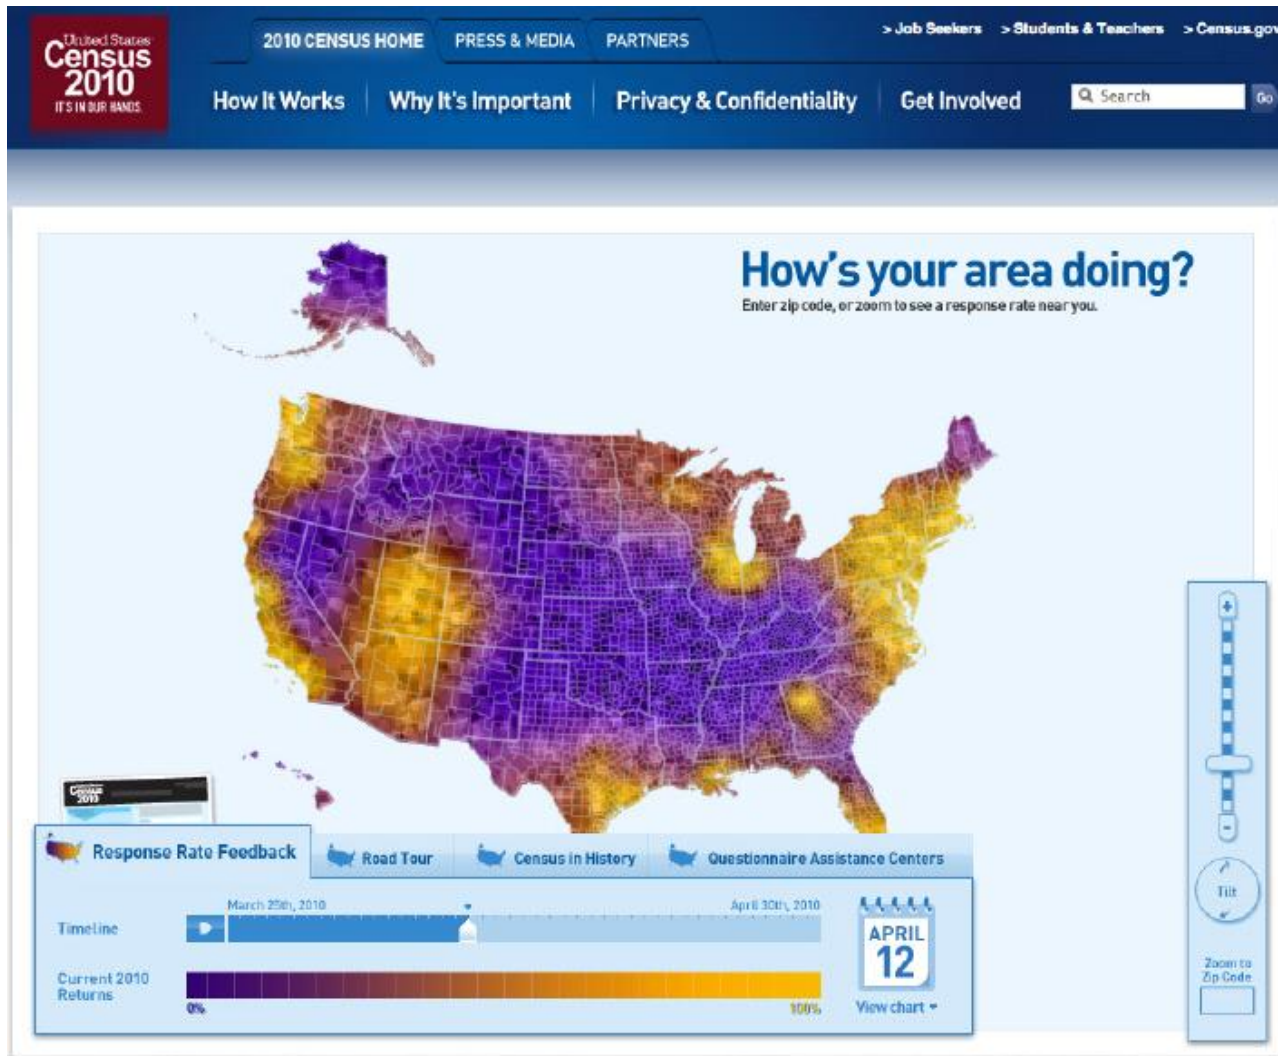 United States
Census
2010
IT'S IN OUR HANDS.
2010 CENSUS HOME
PRESS & MEDIA
PARTNERS
> Job Seekers
> Students & Teachers
> Census.gov
How It Works
Why It's Important
Privacy & Confidentiality
Get Involved
Search
Go
How's your area doing?
Enter zip code, or zoom to see a response rate near you.
Census
2010
Response Rate Feedback
Road Tour
Census in History
Questionnaire Assistance Centers
March 25th, 2010
April 30th, 2010
Timeline
APRIL
12
Current 2010
Returns
0%
100%
View chart
+
-
Tilt
Zoom to
Zip Code